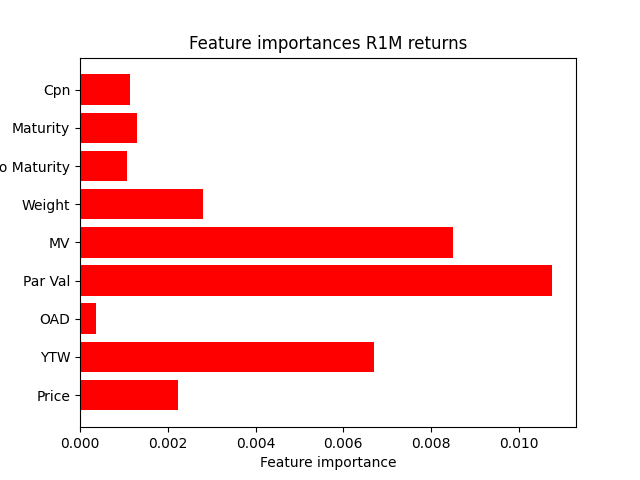 Feature importances R1M returns
Cpn
Maturity
o Maturity
Weight
MV
Par Val
OAD
YTW
Price
0.000 0.002 0.004 0.006 0.008 0.010
Feature importance